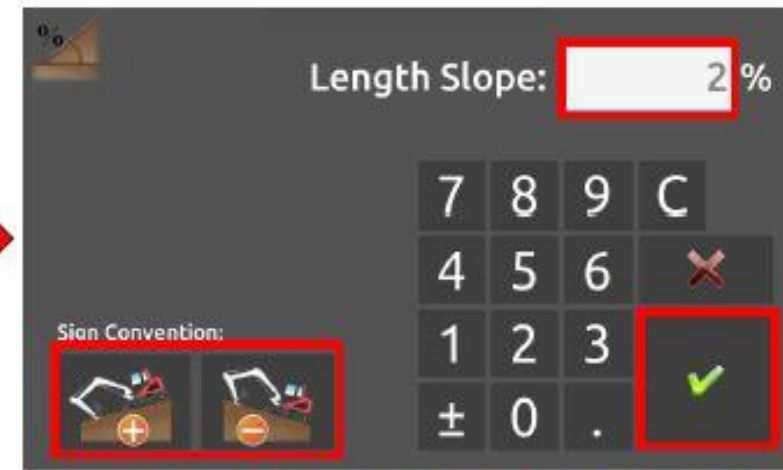 %
Length Slope: 2 %
7 8 9 C
4 5 6
Sign Convention:
1 2 3
± 0 .